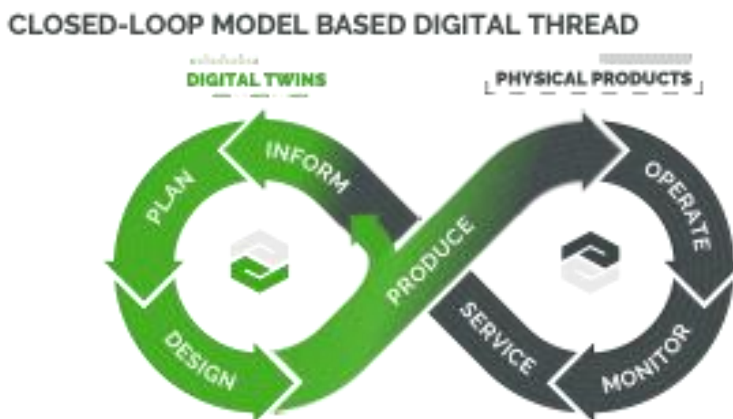 CLOSED-LOOP MODEL BASED DIGITAL THREAD
DIGITAL TWINS
PHYSICAL PRODUCTS
INFORM
PLAN
DESIGN
PRODUCE
OPERATE
MONITOR
SERVICE